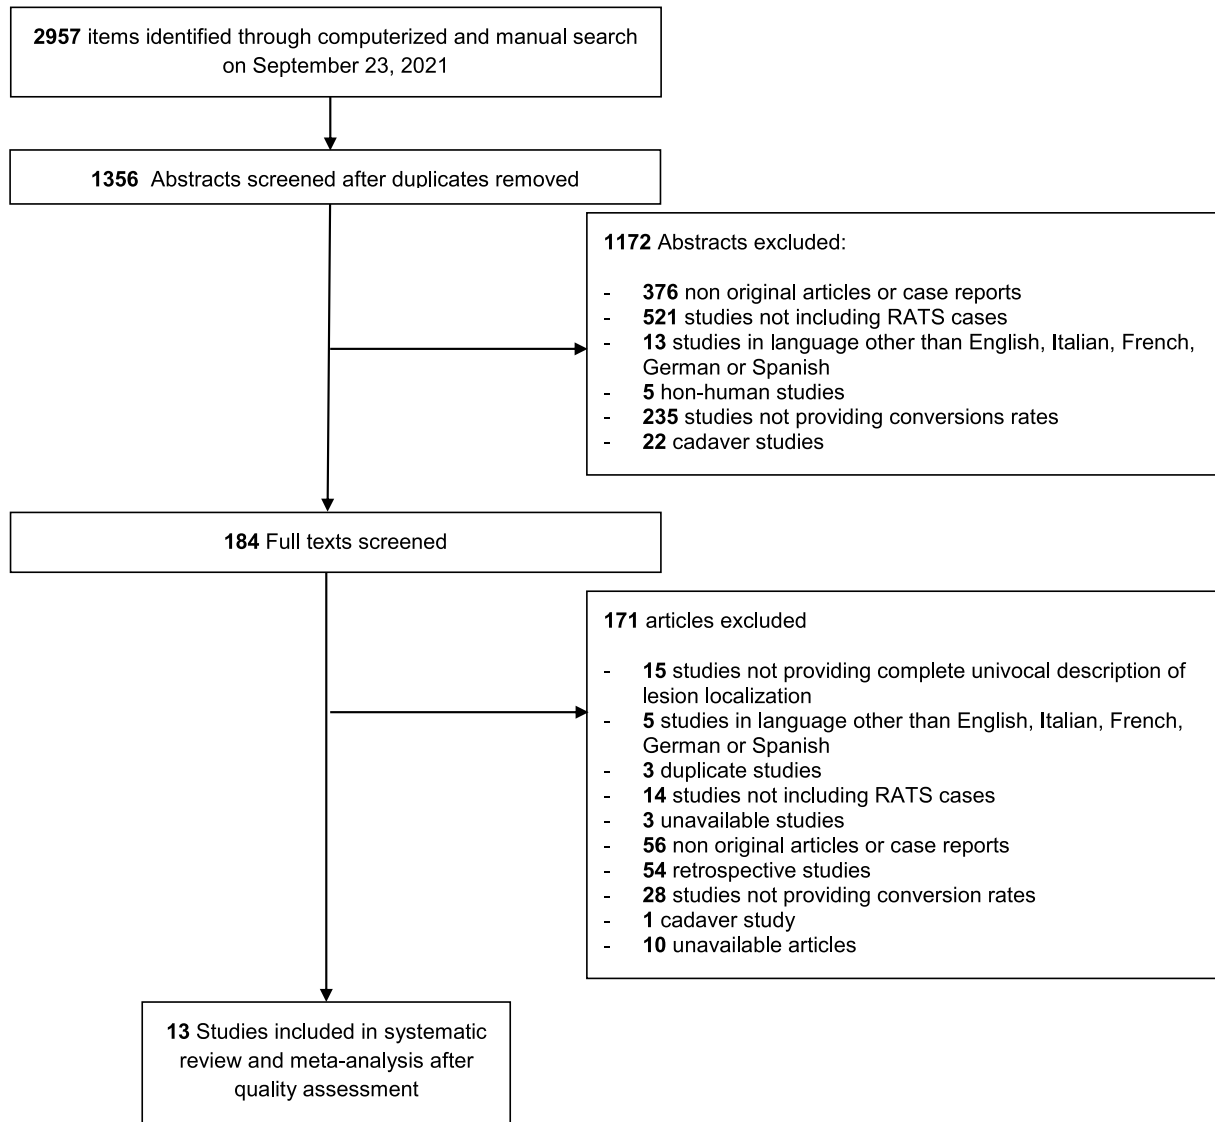 2957 items identified through computerized and manual search
on September 23, 2021
1356 Abstracts screened after duplicates removed
1172 Abstracts excluded:
- 376 non original articles or case reports
- 521 studies not including RATS cases
- 13 studies in language other than English, Italian, French,
German or Spanish
- 5 hon-human studies
- 235 studies not providing conversions rates
- 22 cadaver studies
184 Full texts screened
171 articles excluded
- 15 studies not providing complete univocal description of
lesion localization
- 5 studies in language other than English, Italian, French,
German or Spanish
- 3 duplicate studies
- 14 studies not including RATS cases
- 3 unavailable studies
- 56 non original articles or case reports
- 54 retrospective studies
- 28 studies not providing conversion rates
- 1 cadaver study
- 10 unavailable articles
13 Studies included in systematic
review and meta-analysis after
quality assessment